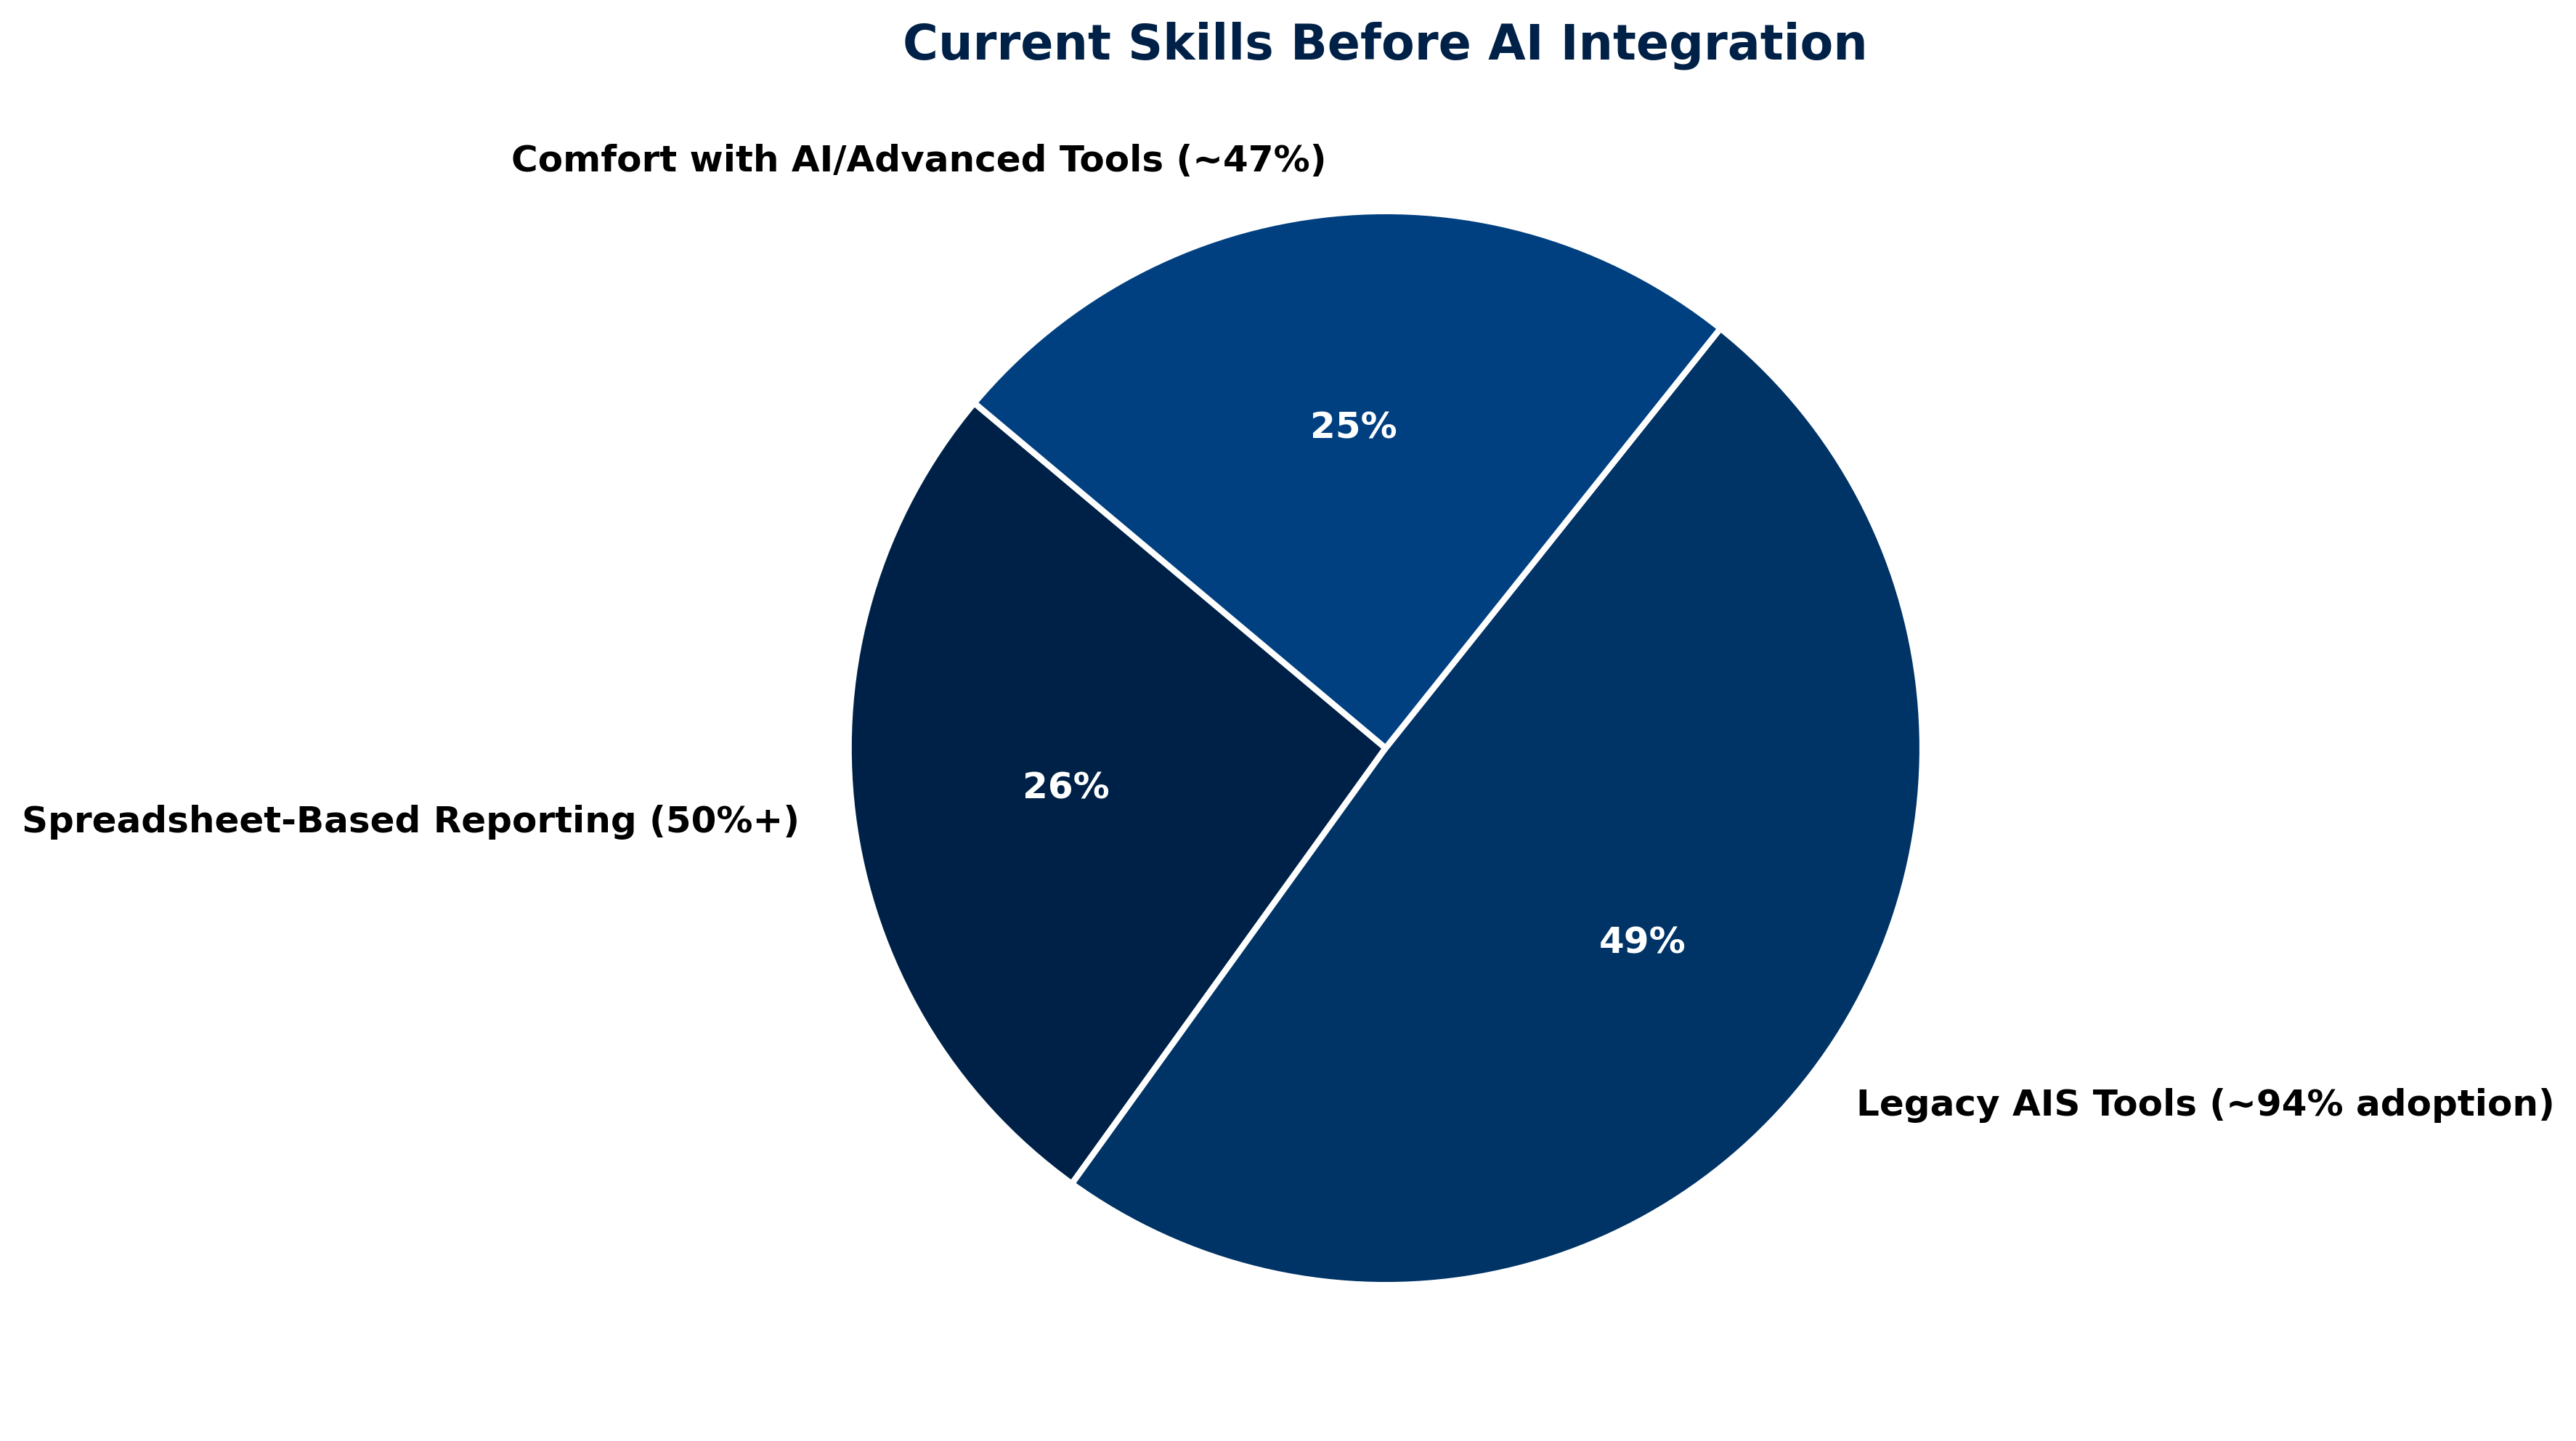 Current Skills Before AI Integration
Comfort with AI/Advanced Tools (~47%)
25%
26%
Spreadsheet-Based Reporting (50%+)
49%
Legacy AIS Tools (~94% adoption)